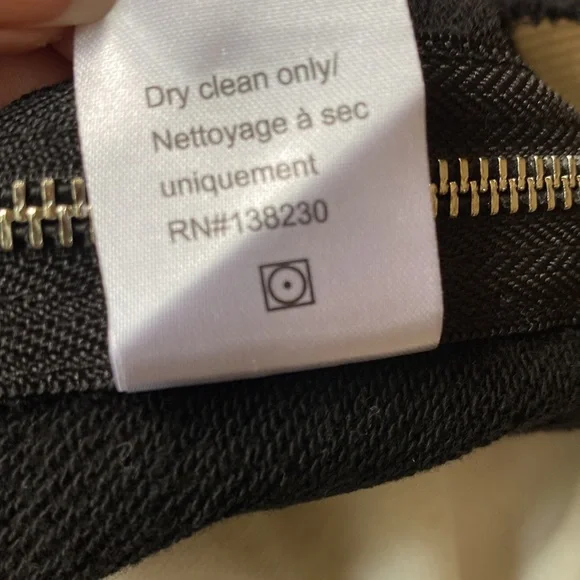 Dry clean only/
Nettoyage à sec
uniquement
RN#138230